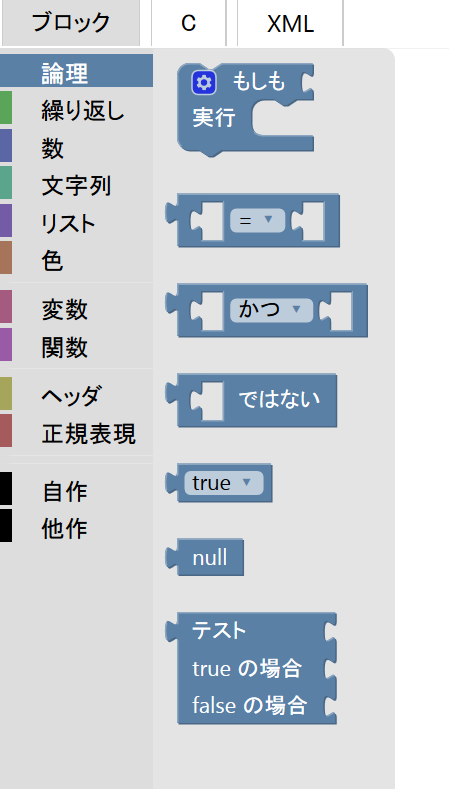 ブロック
C
XML
論理
繰り返し
数
文字列
リスト
色
変数
関数
ヘッダ
正規表現
自作
他作
もしも
実行
=
かつ
ではない
true
null
テスト
true の場合
false の場合